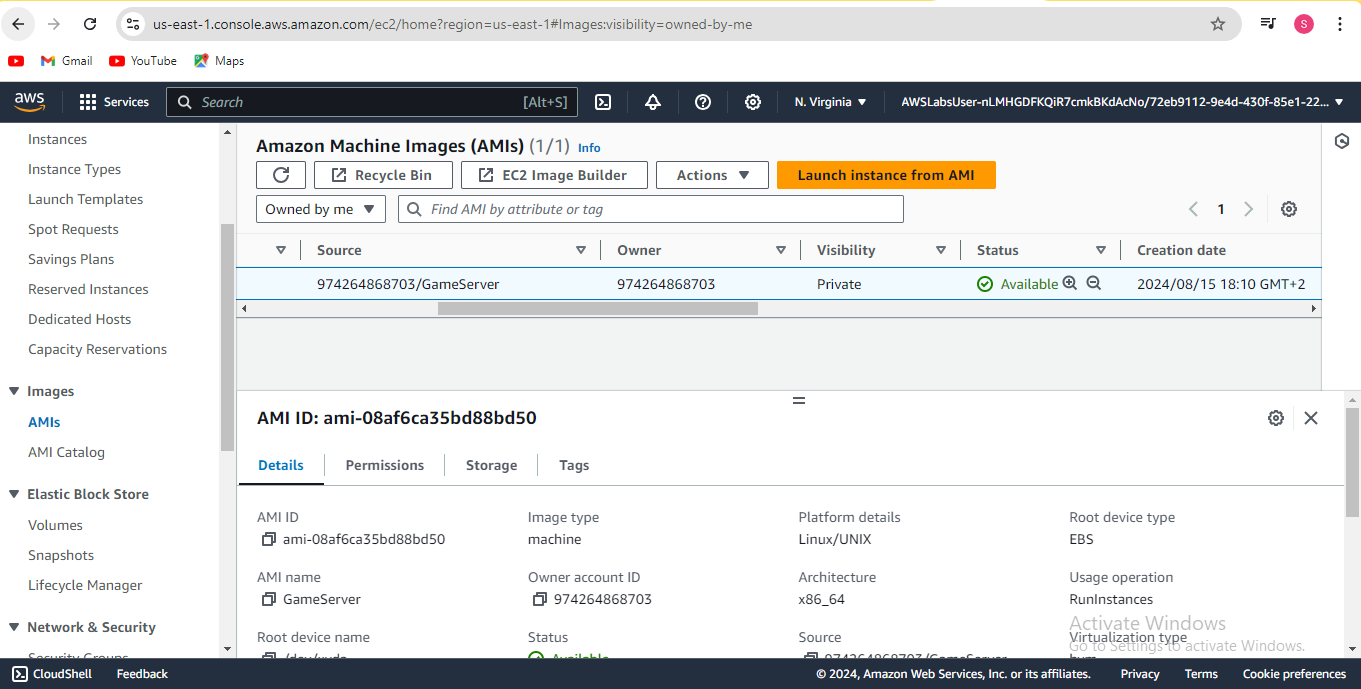 us-east-1.console.aws.amazon.com/ec2/home?region=us-east-1#Images:visibility=owned-by-me
S
Gmail
YouTube
Maps
aws
Services
Search
[Alt+S]
N. Virginia
AWSLabsUser-nLMHGDFKQiR7cmkBKdAcNo/72eb9112-9e4d-430f-85e1-22...
Instances
Instance Types
Launch Templates
Spot Requests
Savings Plans
Reserved Instances
Dedicated Hosts
Capacity Reservations
Images
AMIs
AMI Catalog
Elastic Block Store
Volumes
Snapshots
Lifecycle Manager
Network & Security
Security Groups
Amazon Machine Images (AMIs) (1/1) Info
Recycle Bin
EC2 Image Builder
Actions
Launch instance from AMI
Owned by me
Find AMI by attribute or tag
1
Source Owner Visibility Status Creation date
974264868703/GameServer 974264868703 Private Available 2024/08/15 18:10 GMT+2
AMI ID: ami-08af6ca35bd88bd50
Details Permissions Storage Tags
AMI ID
ami-08af6ca35bd88bd50
Image type
machine
Platform details
Linux/UNIX
Root device type
EBS
AMI name
GameServer
Owner account ID
974264868703
Architecture
x86_64
Usage operation
RunInstances
Root device name
Status
Available
Source
974264868703/GameServer
Virtualization type
hvm
Activate Windows
Go to Settings to activate Windows.
CloudShell
Feedback
© 2024, Amazon Web Services, Inc. or its affiliates.
Privacy
Terms
Cookie preferences